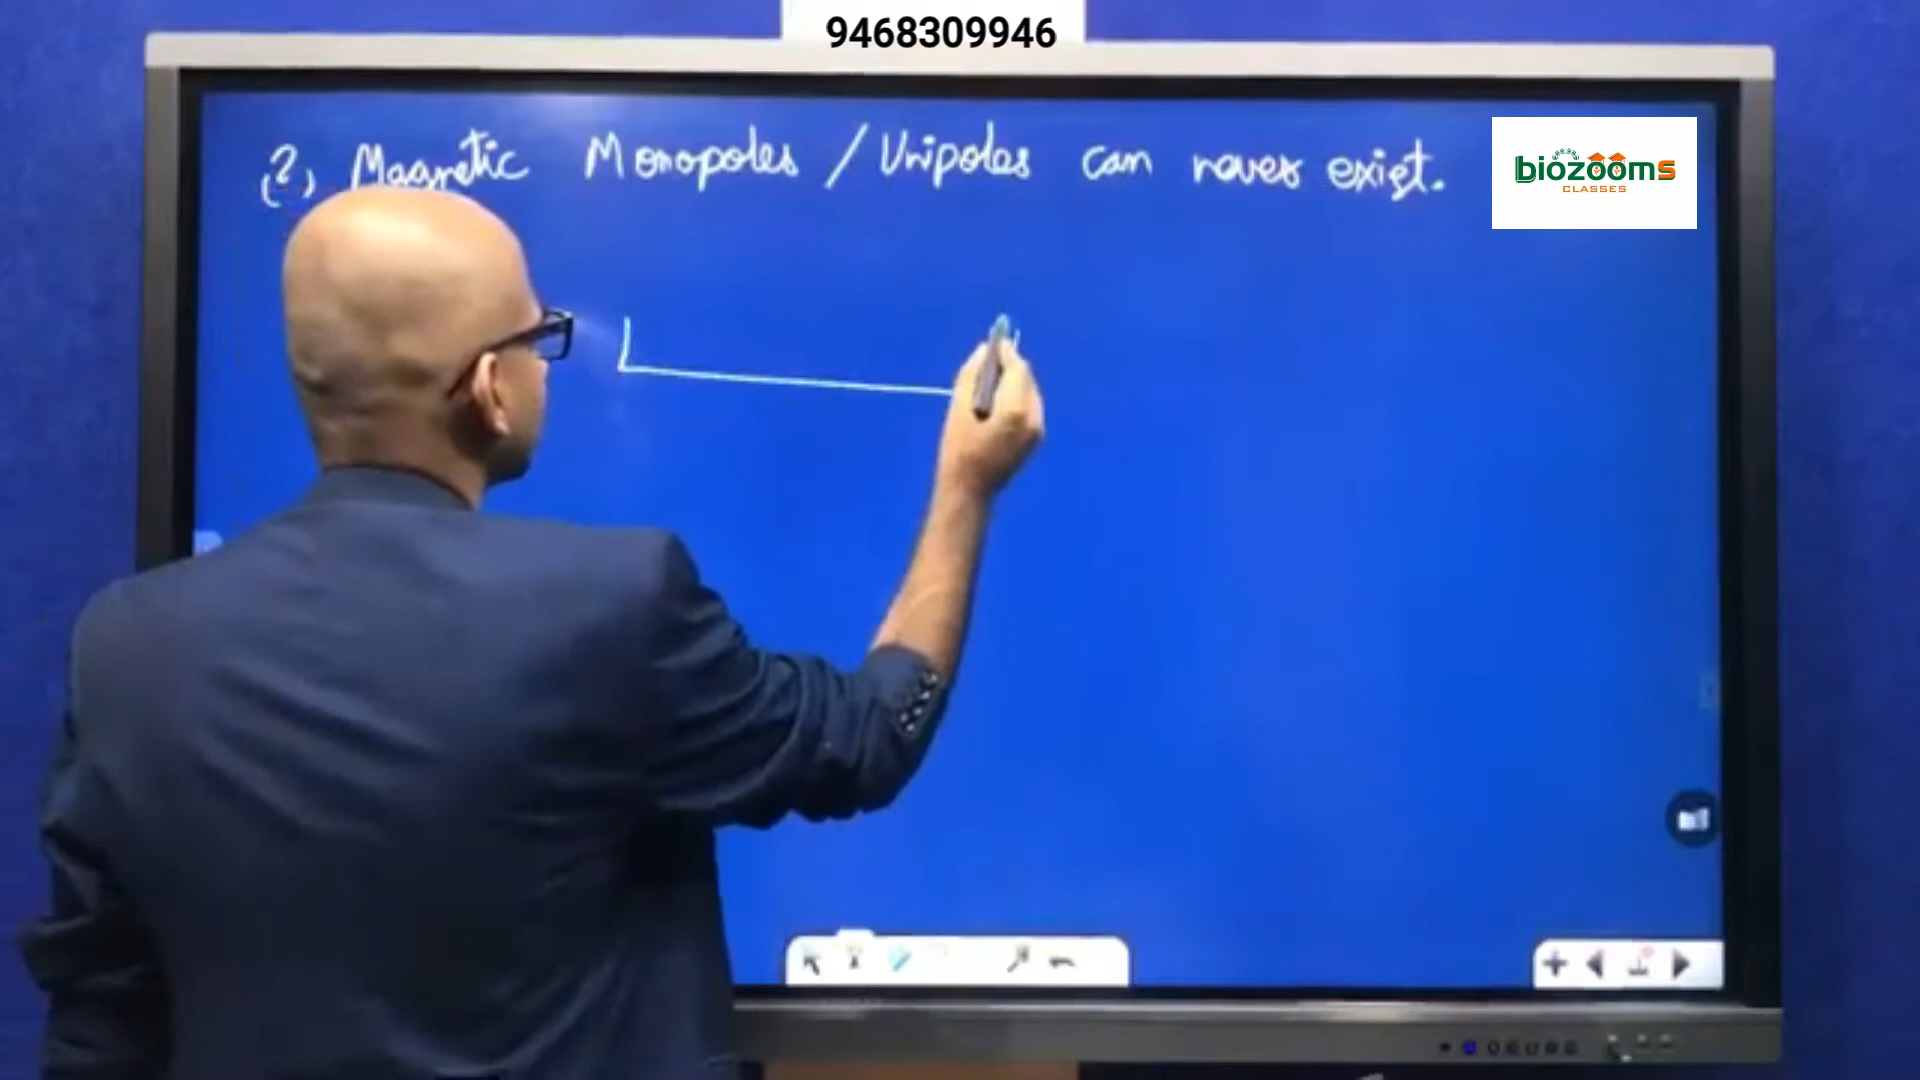 9468309946
(2) Magnetic Monopoles / Unipoles can never exist.
biozooms
CLASSES